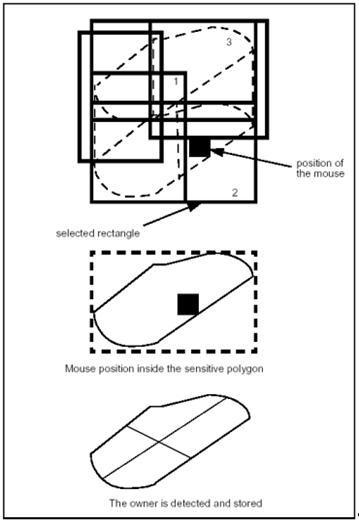 3
1
position of
the mouse
2
selected rectangle
Mouse position inside the sensitive polygon
The owner is detected and stored